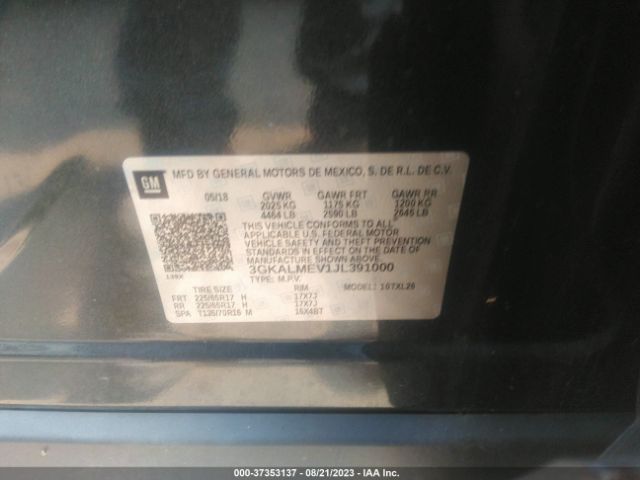 GM
MFD BY GENERAL MOTORS DE MEXICO, S. DE R.L. DE C.V.
05/18 GVWR GAWR FRT GAWR RR
2025 KG 1175 KG 1200 KG
4464 LB 2590 LB 2645 LB
THIS VEHICLE CONFORMS TO ALL
APPLICABLE U.S. FEDERAL MOTOR
VEHICLE SAFETY AND THEFT PREVENTION
STANDARDS IN EFFECT ON THE DATE OF
MANUFACTURE SHOWN ABOVE.
3GKALMEV1JL391000
TYPE: M.P.V. MODEL: 1G7XL26
TIRE SIZE RIM
FRT 225/65R17 H 17X7J
RR 225/65R17 H 17X7J
SPA T135/70R16 M 16X4BT
000-37353137 - 08/21/2023 - IAA Inc.